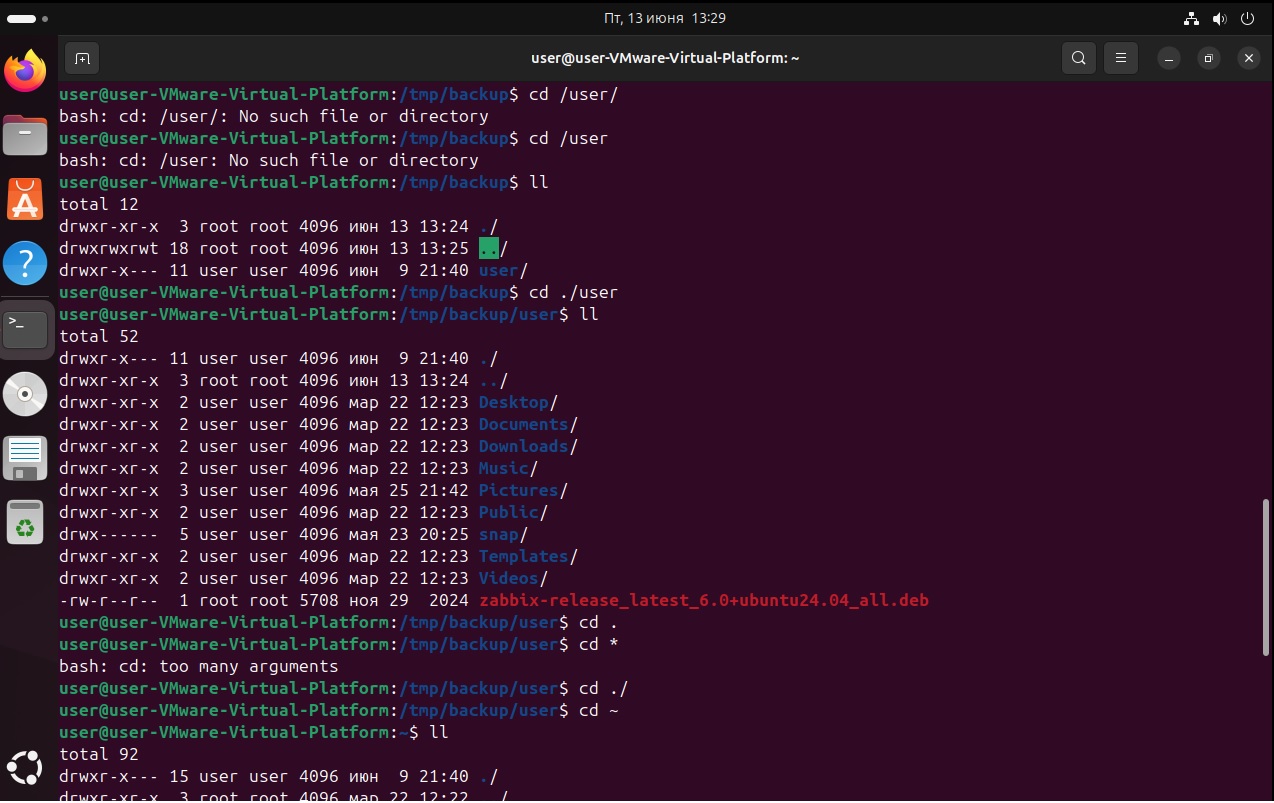 Пт, 13 июня 13:29
user@user-VMware-Virtual-Platform: ~
user@user-VMware-Virtual-Platform:/tmp/backup$ cd /user/
bash: cd: /user/: No such file or directory
user@user-VMware-Virtual-Platform:/tmp/backup$ cd /user
bash: cd: /user: No such file or directory
user@user-VMware-Virtual-Platform:/tmp/backup$ ll
total 12
drwxr-xr-x  3 root root 4096 июн 13 13:24 ./
drwxrwxrwt 18 root root 4096 июн 13 13:25 ../
drwxr-x--- 11 user user 4096 июн  9 21:40 user/
user@user-VMware-Virtual-Platform:/tmp/backup$ cd ./user
user@user-VMware-Virtual-Platform:/tmp/backup/user$ ll
total 52
drwxr-x--- 11 user user 4096 июн  9 21:40 ./
drwxr-xr-x  3 root root 4096 июн 13 13:24 ../
drwxr-xr-x  2 user user 4096 мар 22 12:23 Desktop/
drwxr-xr-x  2 user user 4096 мар 22 12:23 Documents/
drwxr-xr-x  2 user user 4096 мар 22 12:23 Downloads/
drwxr-xr-x  2 user user 4096 мар 22 12:23 Music/
drwxr-xr-x  3 user user 4096 мая 25 21:42 Pictures/
drwxr-xr-x  2 user user 4096 мар 22 12:23 Public/
drwx------  5 user user 4096 мая 23 20:25 snap/
drwxr-xr-x  2 user user 4096 мар 22 12:23 Templates/
drwxr-xr-x  2 user user 4096 мар 22 12:23 Videos/
-rw-r--r--  1 root root 5708 ноя 29  2024 zabbix-release_latest_6.0+ubuntu24.04_all.deb
user@user-VMware-Virtual-Platform:/tmp/backup/user$ cd .
user@user-VMware-Virtual-Platform:/tmp/backup/user$ cd *
bash: cd: too many arguments
user@user-VMware-Virtual-Platform:/tmp/backup/user$ cd ./
user@user-VMware-Virtual-Platform:/tmp/backup/user$ cd ~
user@user-VMware-Virtual-Platform:~$ ll
total 92
drwxr-x--- 15 user user 4096 июн  9 21:40 ./
drwxr-xr-x  3 root root 4096 мар 22 12:22 ../